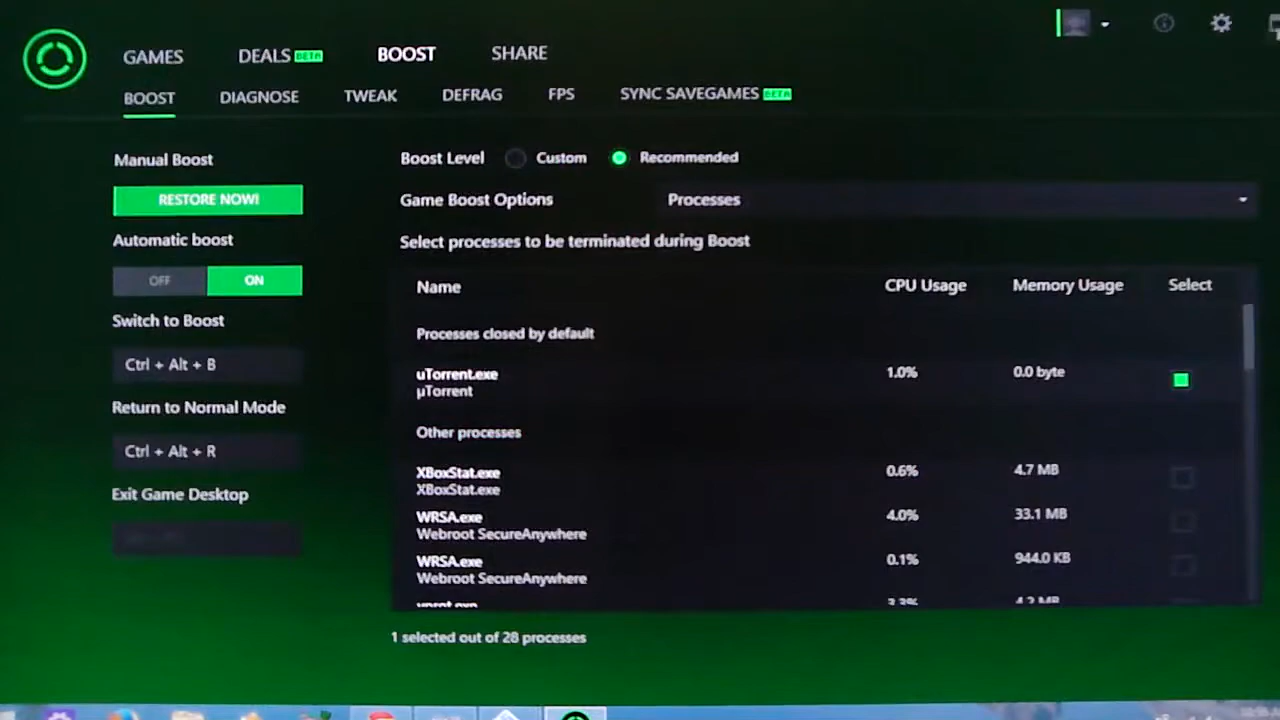 GAMES DEALS BETA BOOST SHARE
BOOST DIAGNOSE TWEAK DEFRAG FPS SYNC SAVEGAMES BETA
Manual Boost
RESTORE NOW!
Automatic boost
OFF ON
Switch to Boost
Ctrl + Alt + B
Return to Normal Mode
Ctrl + Alt + R
Exit Game Desktop
Boost Level Custom Recommended
Game Boost Options Processes
Select processes to be terminated during Boost
Name CPU Usage Memory Usage Select
Processes closed by default
uTorrent.exe 1.0% 0.0 byte
µTorrent
Other processes
XBoxStat.exe 0.6% 4.7 MB
XBoxStat.exe
WRSA.exe 4.0% 33.1 MB
Webroot SecureAnywhere
WRSA.exe 0.1% 944.0 KB
Webroot SecureAnywhere
1 selected out of 28 processes